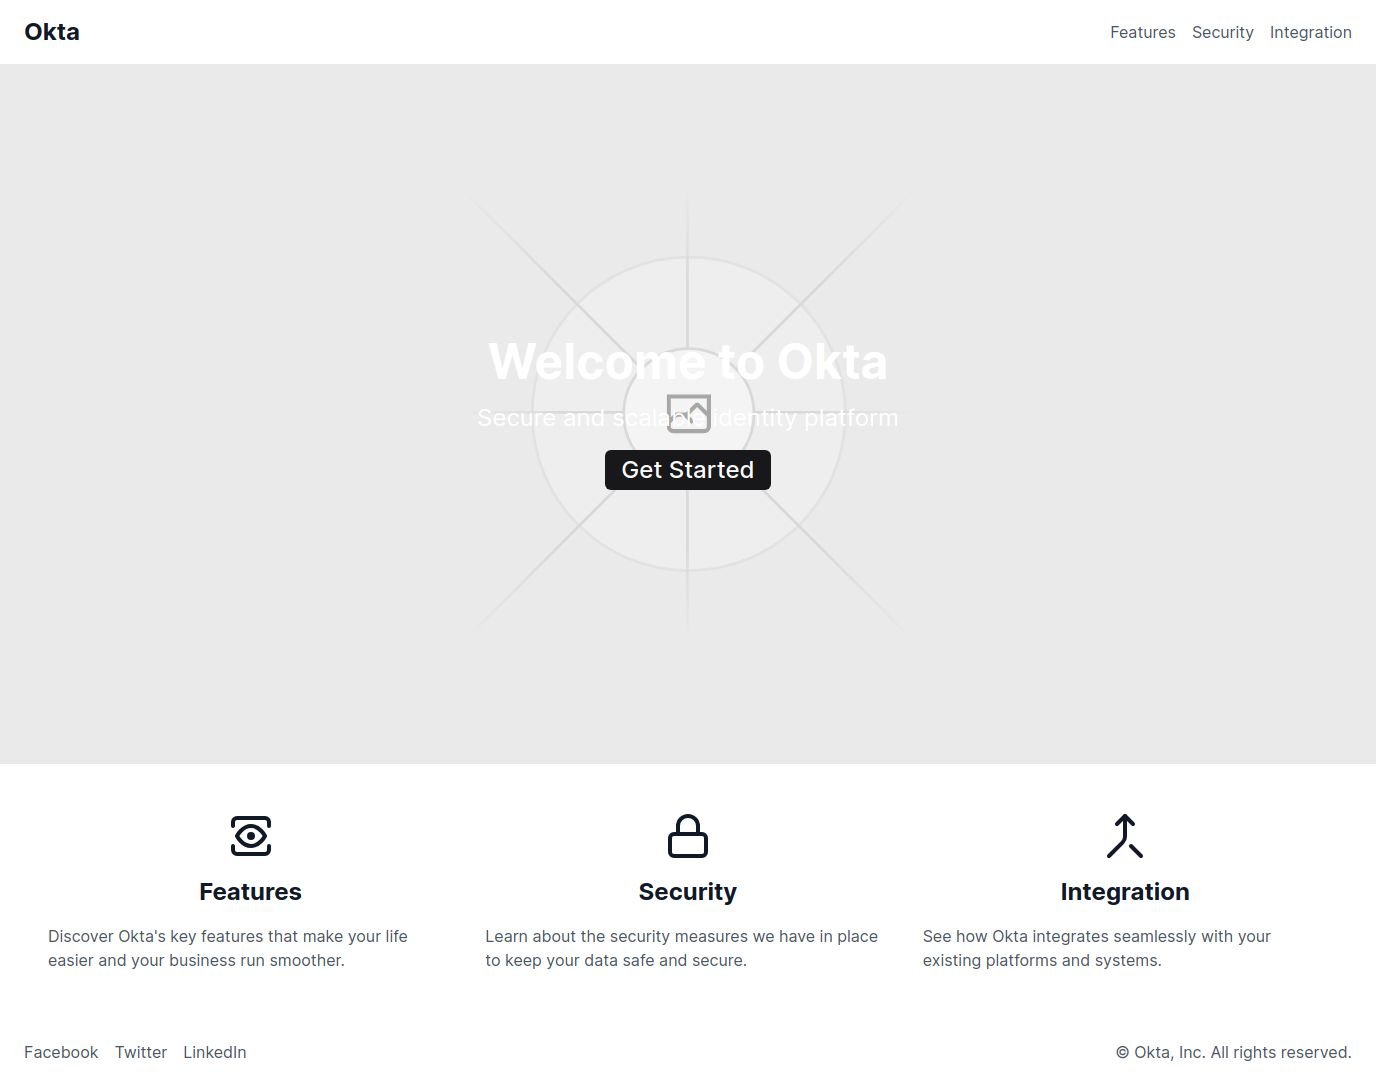 Okta
Features Security Integration
Welcome to Okta
Secure and scalable identity platform
Get Started
Features
Discover Okta's key features that make your life
easier and your business run smoother.
Security
Learn about the security measures we have in place
to keep your data safe and secure.
Integration
See how Okta integrates seamlessly with your
existing platforms and systems.
Facebook Twitter LinkedIn
© Okta, Inc. All rights reserved.